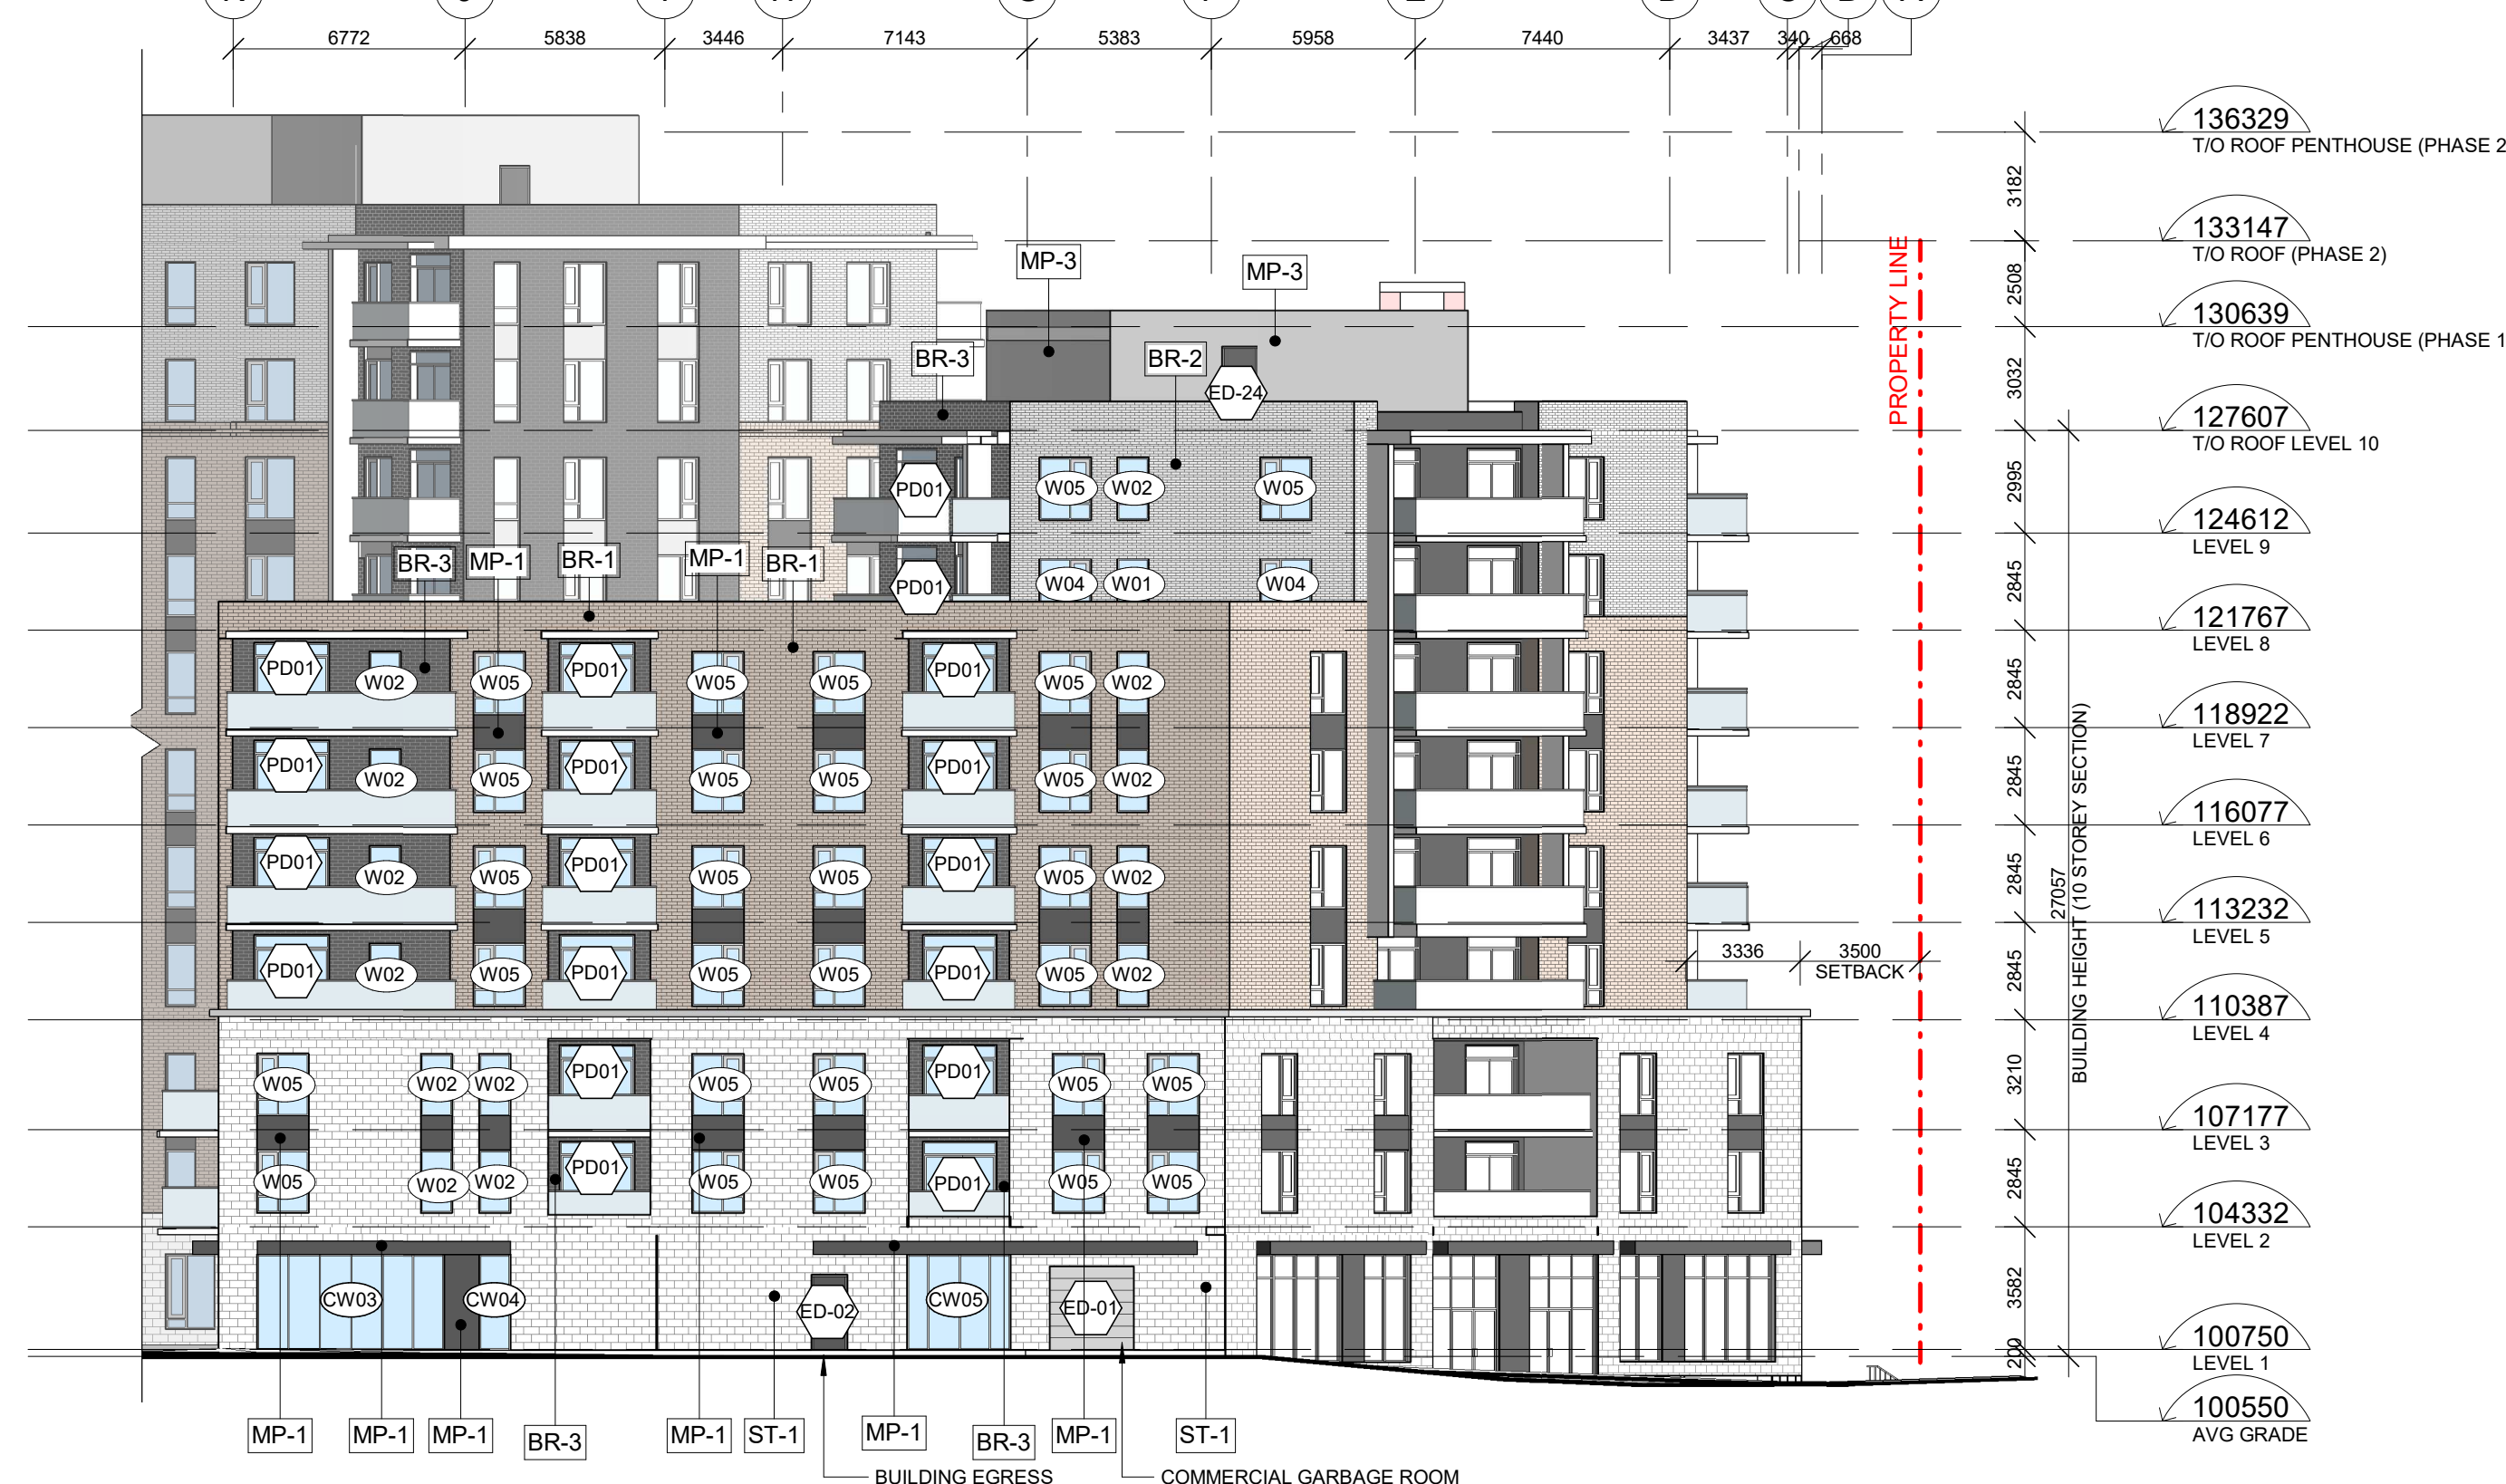 6772 5838 3446 7143 5383 5958 7440 3437 340 668
136329
T/O ROOF PENTHOUSE (PHASE 2
3182
133147
T/O ROOF (PHASE 2)
2508
130639
T/O ROOF PENTHOUSE (PHASE 1
3032
127607
T/O ROOF LEVEL 10
2995
124612
LEVEL 9
2845
121767
LEVEL 8
2845
118922
LEVEL 7
2845
116077
LEVEL 6
2845
113232
LEVEL 5
2845
110387
LEVEL 4
3210
107177
LEVEL 3
2845
104332
LEVEL 2
3582
100750
LEVEL 1
200
100550
AVG GRADE
27057
BUILDING HEIGHT (10 STOREY SECTION)
PROPERTY LINE
3336 3500
SETBACK
MP-3 MP-3
BR-3 BR-2
ED-24
PD01 W05 W02 W05
BR-3 MP-1 BR-1 MP-1 BR-1
PD01 W04 W01 W04
PD01 W02 W05 PD01 W05 W05 PD01 W05 W02
PD01 W02 W05 PD01 W05 W05 PD01 W05 W02
PD01 W02 W05 PD01 W05 W05 PD01 W05 W02
PD01 W02 W05 PD01 W05 W05 PD01 W05 W02
W05 W02 W02 PD01 W05 W05 PD01 W05 W05
W05 W02 W02 PD01 W05 W05 PD01 W05 W05
CW03 CW04 ED-02 CW05 ED-01
MP-1 MP-1 MP-1 BR-3 MP-1 ST-1 MP-1 BR-3 MP-1 ST-1
BUILDING EGRESS
COMMERCIAL GARBAGE ROOM